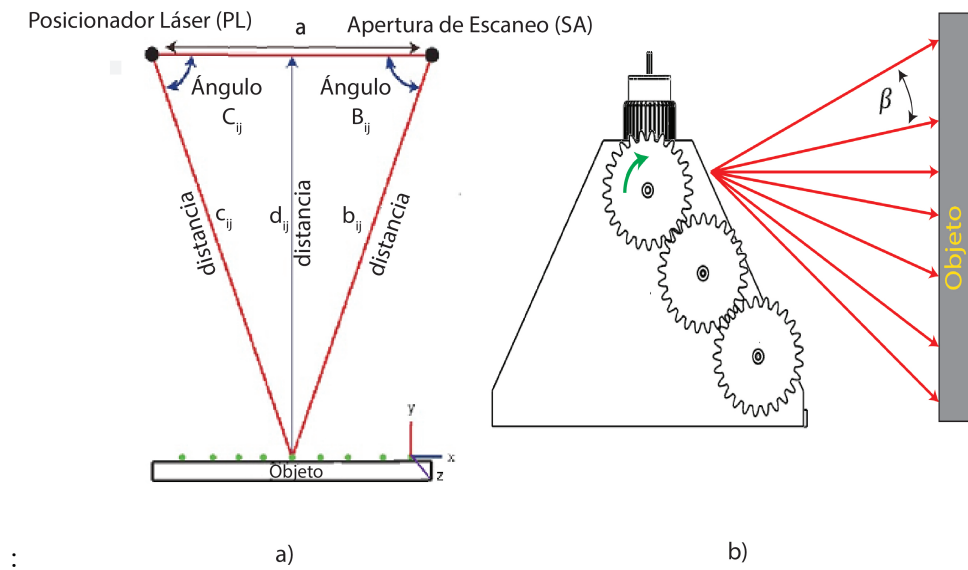 Posicionador Láser (PL)
a
Apertura de Escaneo (SA)
Ángulo
C ij
Ángulo
B ij
distancia
c ij
d ij
distancia
b ij
distancia
y
x
z
Objeto
a)
β
Objeto
b)
: